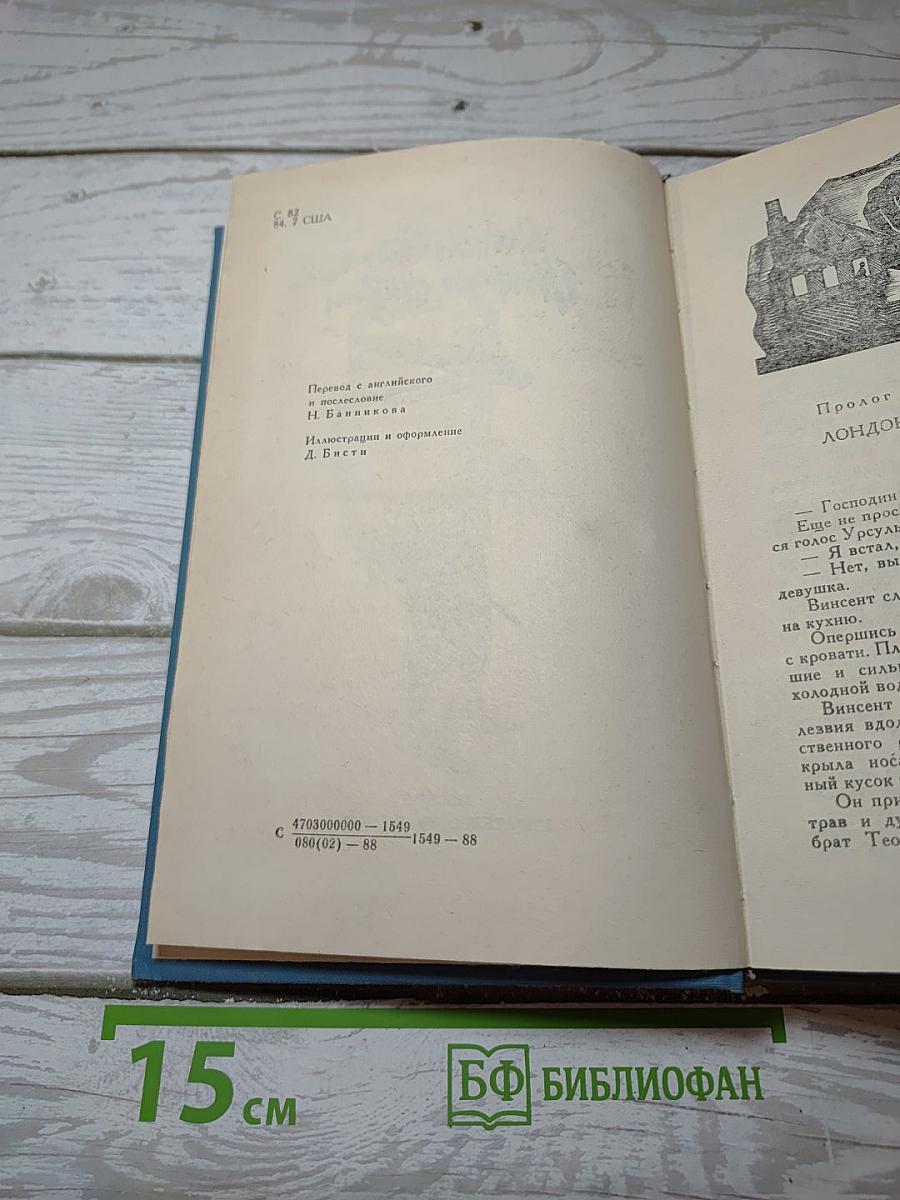 С 82
84. 7 США
Перевод с английского
и послесловие
Н. Банникова
Иллюстрации и оформление
Д. Бисти
С 4703000000 — 1549
080(02) — 88
1549 — 88
Пролог
ЛОНДОН
— Господин
Еще не прос
ся голос Урсул
— Я встал,
— Нет, вы
девушка.
Винсент сл
на кухню.
Опершись
с кровати. Пл
шие и силь
холодной вод
Винсент
лезвия вдол
ственного
крыла носа
ный кусок
Он при
трав и ду
брат Тео
15 см
БФ БИБЛИОФАН